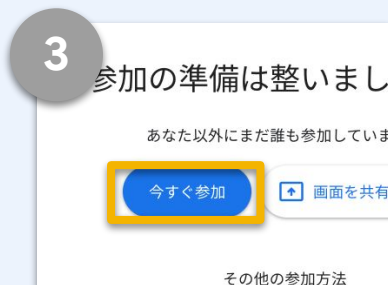 3
参加の準備は整いまし
あなた以外にまだ誰も参加していま
今すぐ参加
画面を共有
その他の参加方法